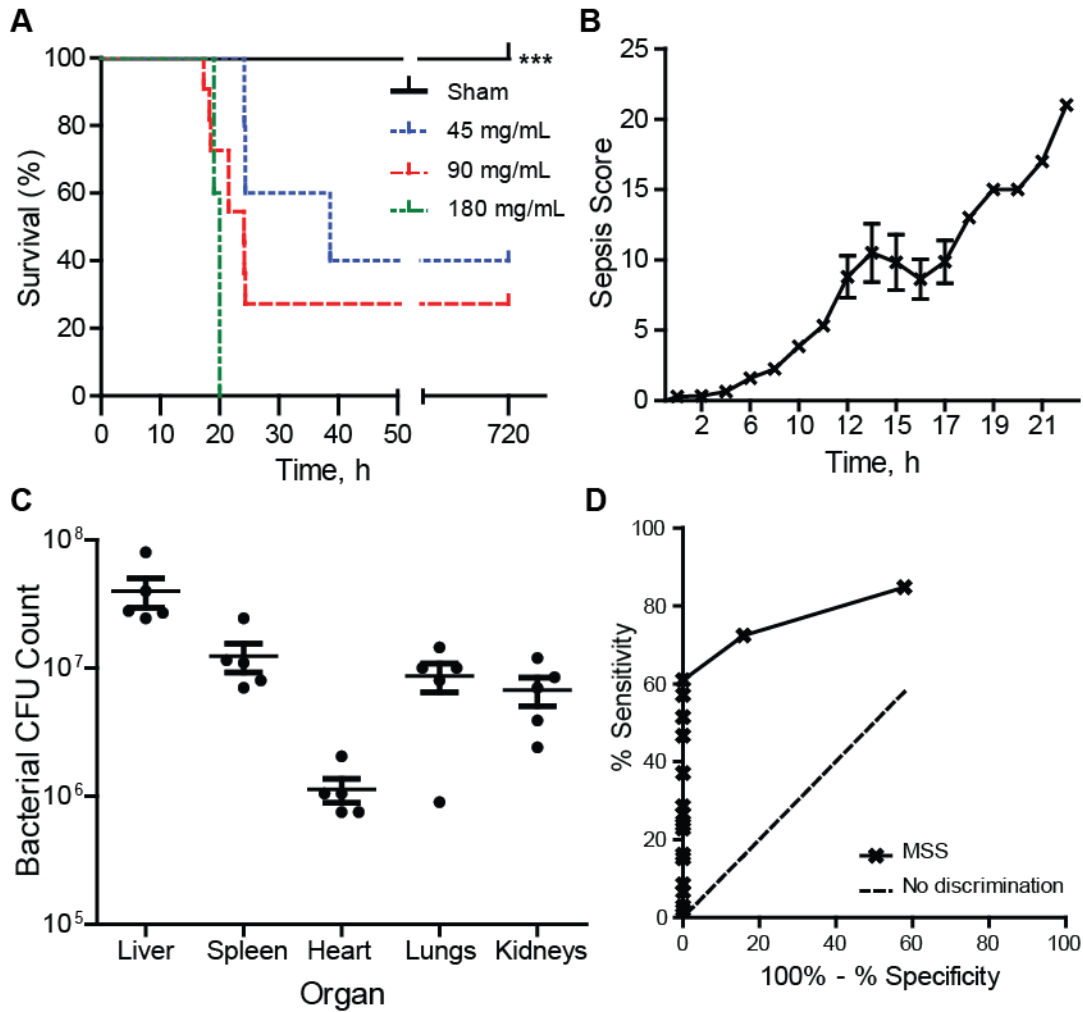 A
Survival (%)
100
80
60
40
20
0
0 10 20 30 40 50 720
Time, h
***
Sham
45 mg/mL
90 mg/mL
180 mg/mL
B
Sepsis Score
25
20
15
10
5
0
2 6 10 12 15 17 19 21
Time, h
C
Bacterial CFU Count
10⁸
10⁷
10⁶
10⁵
Liver Spleen Heart Lungs Kidneys
Organ
D
% Sensitivity
100
80
60
40
20
0
0 20 40 60 80 100
100% - % Specificity
MSS
No discrimination